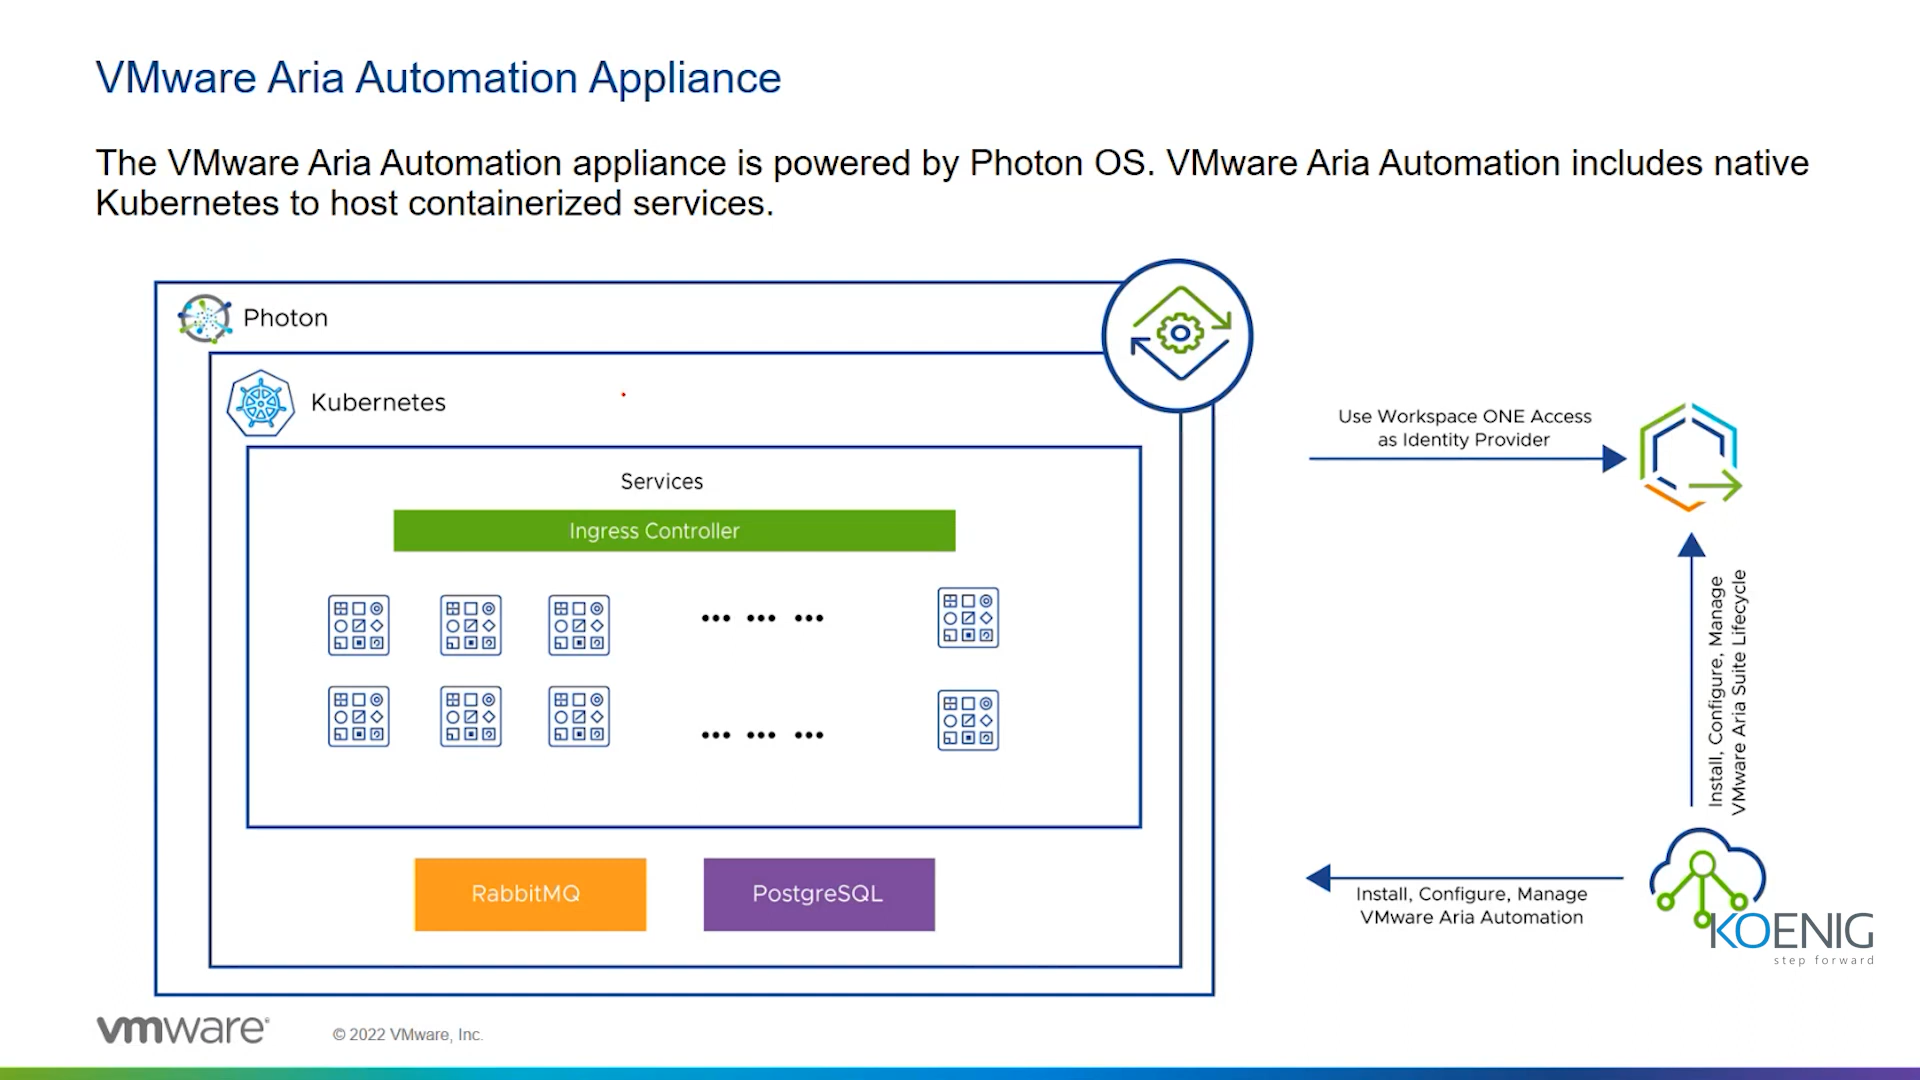 VMware Aria Automation Appliance
The VMware Aria Automation appliance is powered by Photon OS. VMware Aria Automation includes native
Kubernetes to host containerized services.
Photon
Kubernetes
Services
Ingress Controller
RabbitMQ
PostgreSQL
Use Workspace ONE Access
as Identity Provider
Install, Configure, Manage
VMware Aria Suite Lifecycle
Install, Configure, Manage
VMware Aria Automation
KOENIG
step forward
vmware®
© 2022 VMware, Inc.